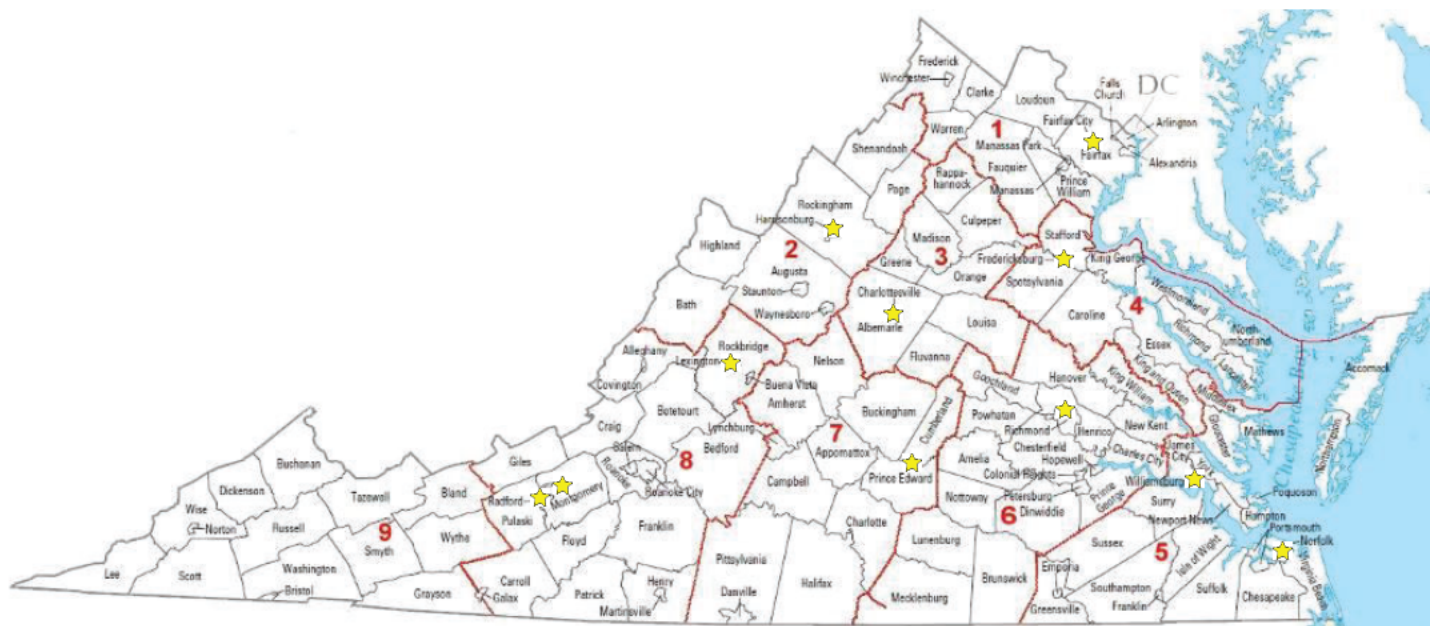 Frederick
Winchester
Clarke
Loudoun
Falls
Church
DC
Fairfax City
Arlington
Warren
1
Manassas Park
Fairfax
Alexandria
Shenandoah
Fauquier
Rappa-
hannock
Manassas
Prince
William
Page
Rockingham
Culpeper
Harrisonburg
Madison
Stafford
Highland
2
3
Fredericksburg
King George
Greene
Augusta
Orange
Spotsylvania
Staunton
Charlottesville
Westmoreland
4
Bath
Waynesboro
Albemarle
Caroline
Richmond
North-
umberland
Louisa
Essex
Alleghany
Rockbridge
Lexington
Nelson
Fluvanna
Lancaster
King and Queen
Accomack
Covington
Buena Vista
Goochland
Hanover
King William
Middlesex
Amherst
Buckingham
Cumberland
Powhatan
Botetourt
Craig
Lynchburg
Richmond
Henrico
New Kent
Gloucester
Mathews
Chesapeake
Northampton
7
Salem
Bedford
Appomattox
Chesterfield
James
City
Charles City
Giles
8
Amelia
Hopewell
York
Buchanan
Roanoke
Prince Edward
Colonial Heights
Williamsburg
Dickenson
Tazewell
Bland
Radford
Montgomery
Roanoke City
Campbell
Nottoway
Petersburg
Prince
George
Surry
Poquoson
Wise
Pulaski
Dinwiddie
6
Newport News
Hampton
Norton
Russell
9
Wythe
Franklin
Charlotte
Portsmouth
Norfolk
Smyth
Floyd
Lunenburg
Sussex
5
Isle of Wight
Virginia Beach
Pittsylvania
Lee
Scott
Washington
Emporia
Bristol
Carroll
Henry
Halifax
Brunswick
Southampton
Suffolk
Grayson
Galax
Patrick
Danville
Mecklenburg
Greensville
Franklin
Chesapeake
Martinsville